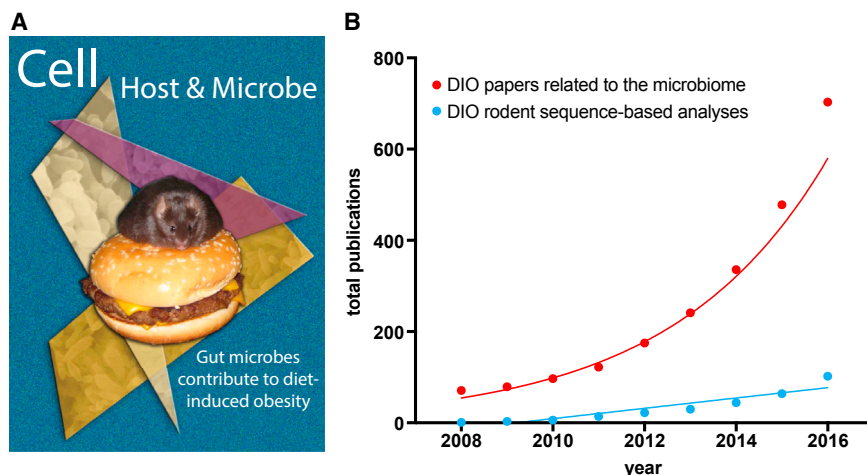 A
Cell
Host & Microbe
Gut microbes
contribute to diet-
induced obesity
B
800
600
400
200
0
total publications
DIO papers related to the microbiome
DIO rodent sequence-based analyses
2008
2010
2012
2014
2016
year